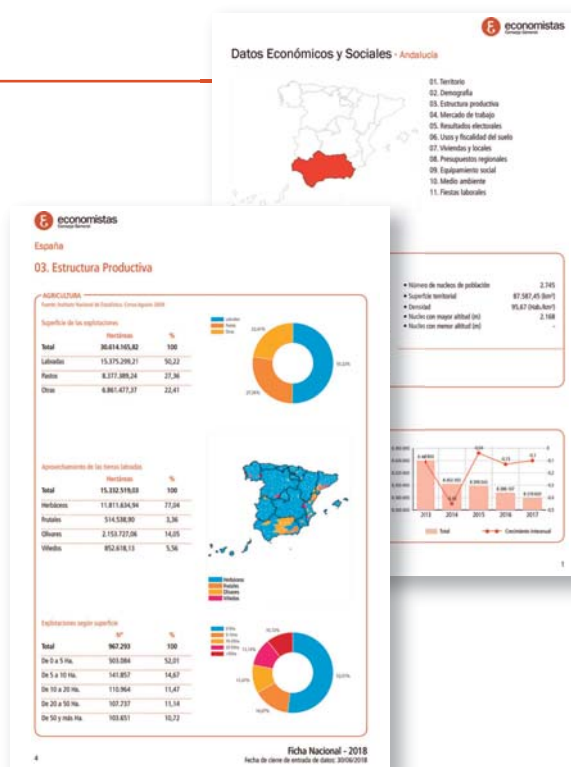 economistas
Consejo General
Datos Económicos y Sociales · Andalucía
01. Territorio
02. Demografía
03. Estructura productiva
04. Mercado de trabajo
05. Resultados electorales
06. Usos y fiscalidad del suelo
07. Viviendas y locales
08. Presupuestos regionales
09. Equipamiento social
10. Medio ambiente
11. Fiestas laborales
• Número de nucleos de población 2.745
• Superficie territorial 87.587,45 (km²)
• Densidad 95,67 (Hab./km²)
• Nucleo con mayor altitud (m) 2.168
• Nucleo con menor altitud (m) -
2013 2014 2015 2016 2017
Total Crecimiento interanual
1
economistas
Consejo General
España
03. Estructura Productiva
AGRICULTURA
Superficie de las explotaciones
Hectáreas %
Total 30.614.165,82 100
Labradas 15.375.299,21 50,22
Pastos 8.377.389,24 27,36
Otras 6.861.477,37 22,41
Labradas
Pastos
Otras
Aprovechamiento de las tierras labradas
Hectáreas %
Total 15.332.519,03 100
Herbáceos 11.811.634,94 77,04
Frutales 514.538,90 3,36
Olivares 2.153.727,06 14,05
Viñedos 852.618,13 5,56
Herbáceos
Frutales
Olivares
Viñedos
Explotaciones según superficie
Nº %
Total 967.293 100
De 0 a 5 Ha. 503.084 52,01
De 5 a 10 Ha. 141.857 14,67
De 10 a 20 Ha. 110.964 11,47
De 20 a 50 Ha. 107.737 11,14
De 50 y más Ha. 103.651 10,72
4
Ficha Nacional - 2018
Fecha de cierre de entrada de datos: 30/06/2018